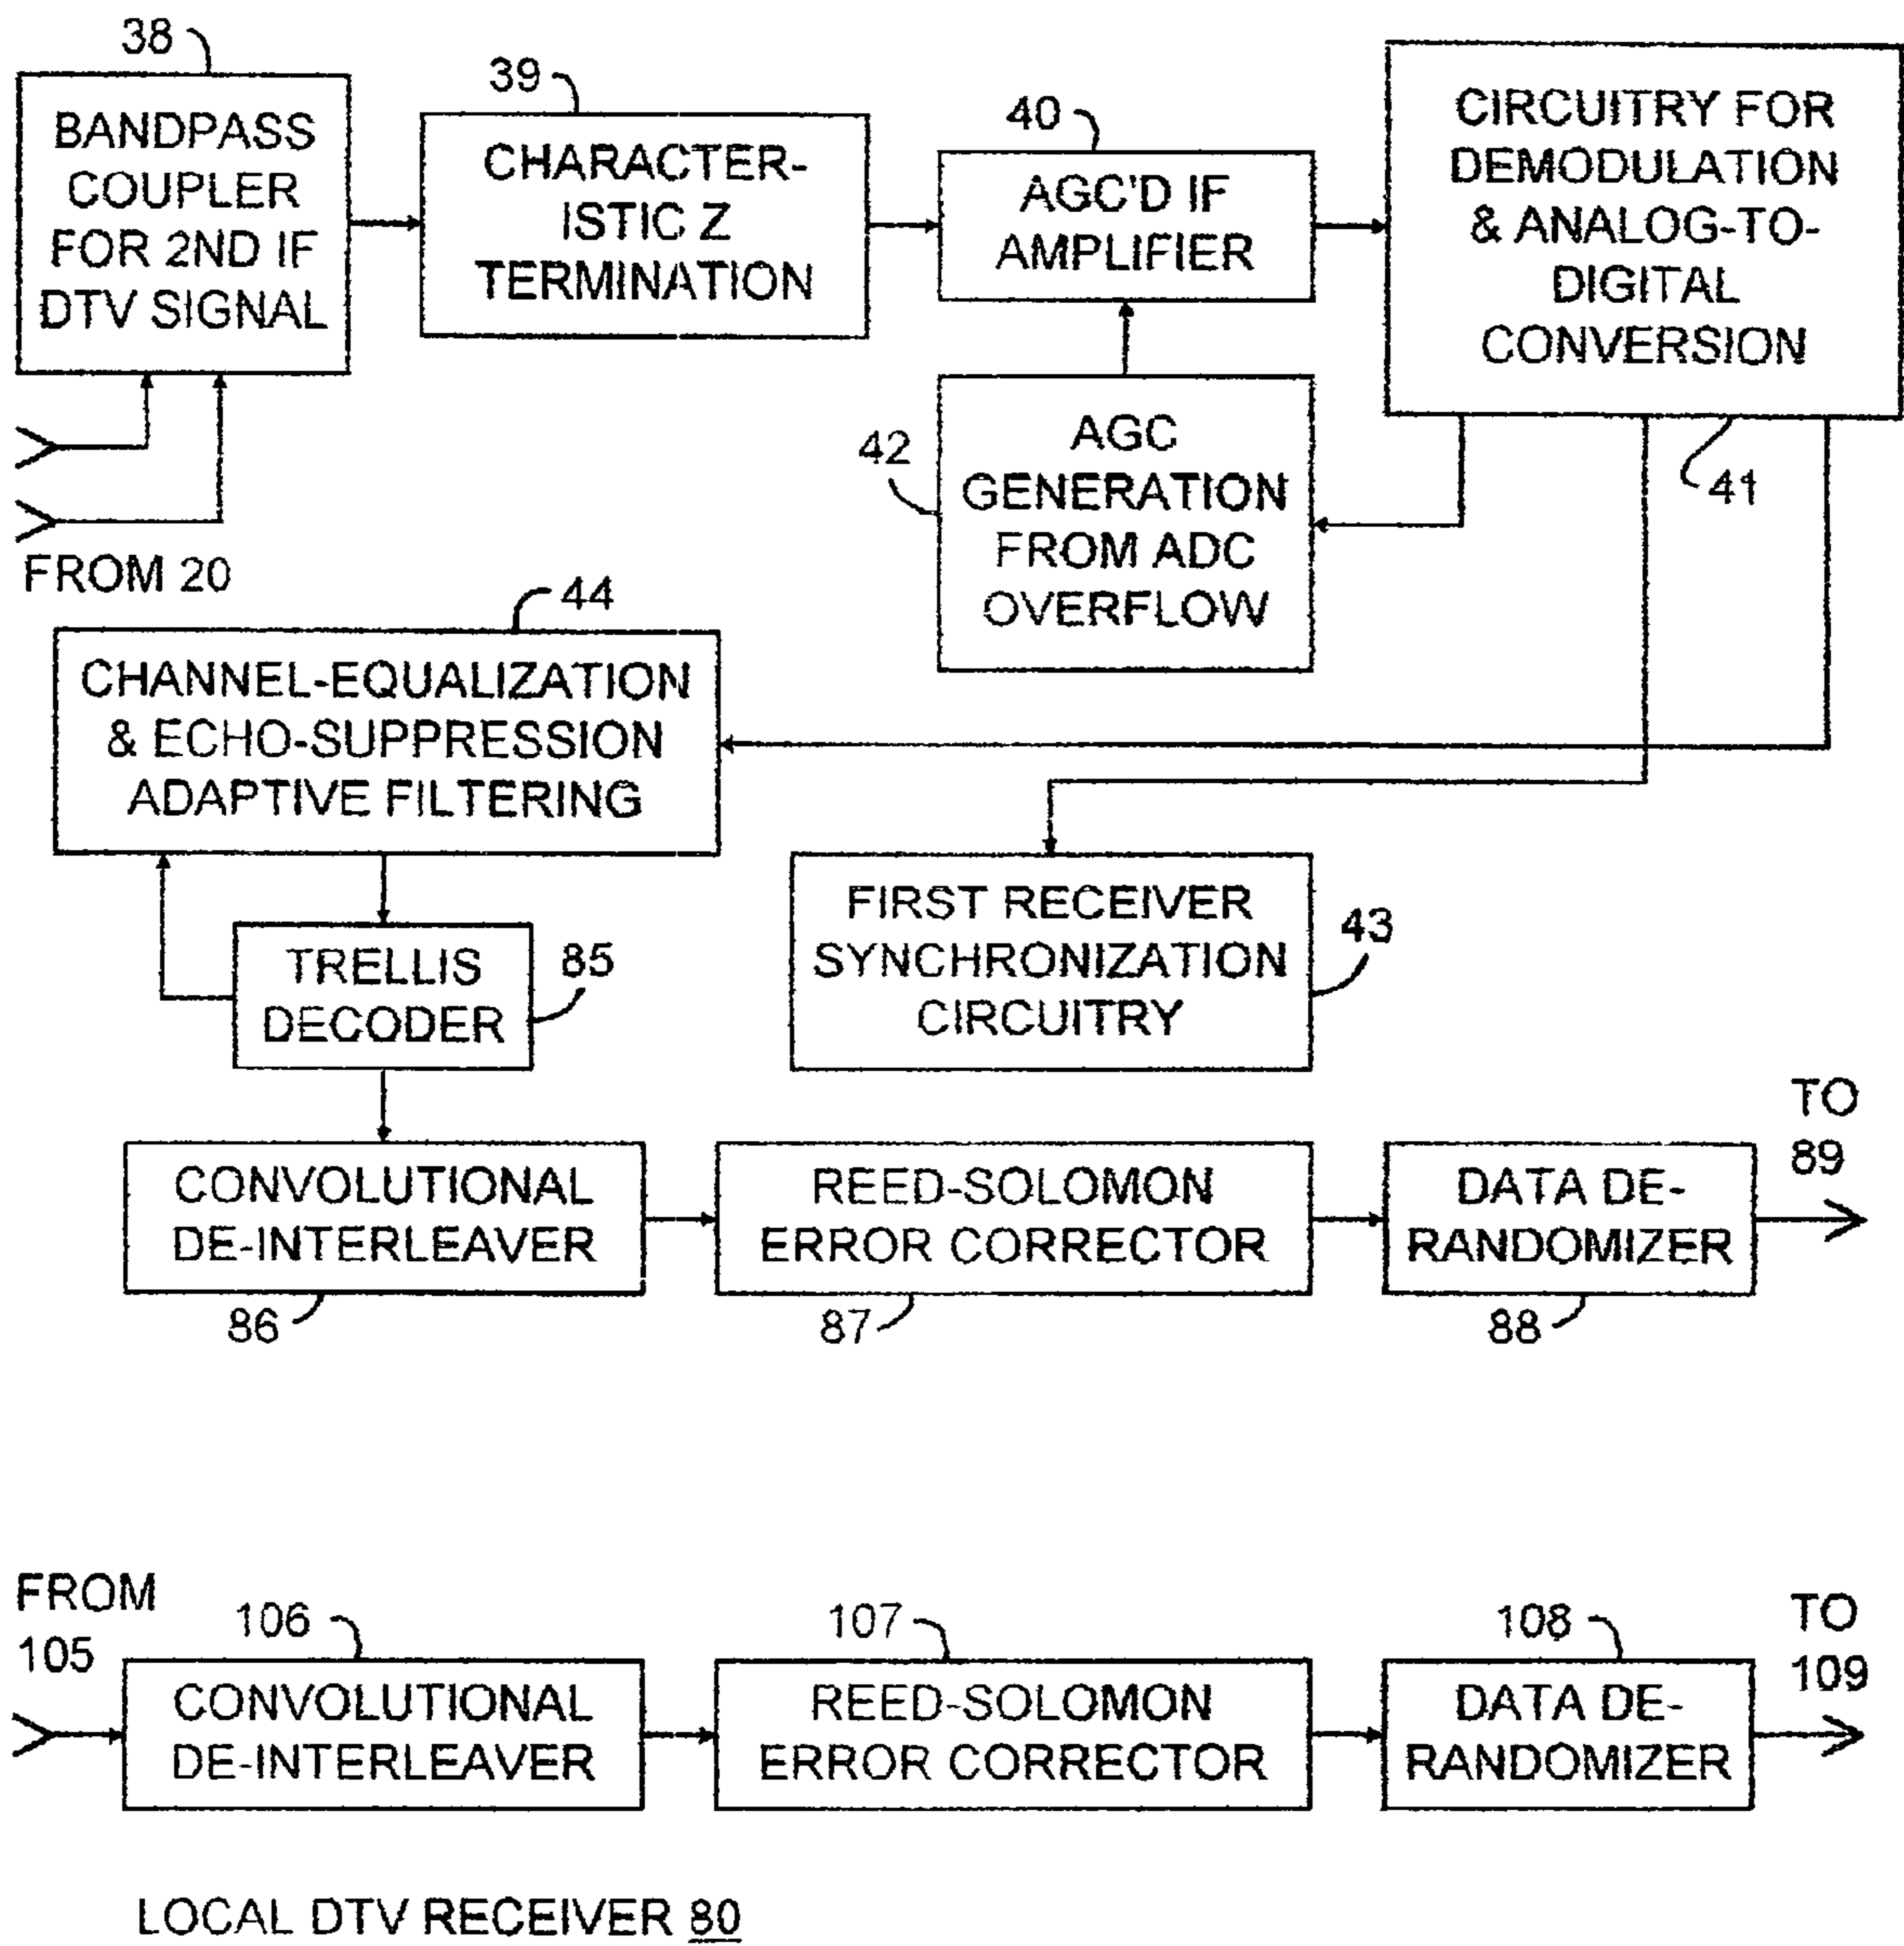 38
BANDPASS
COUPLER
FOR 2ND IF
DTV SIGNAL
39
CHARACTER-
ISTIC Z
TERMINATION
40
AGC'D IF
AMPLIFIER
CIRCUITRY FOR
DEMODULATION
& ANALOG-TO-
DIGITAL
CONVERSION
41
42
AGC
GENERATION
FROM ADC
OVERFLOW
FROM 20
44
CHANNEL-EQUALIZATION
& ECHO-SUPPRESSION
ADAPTIVE FILTERING
TRELLIS
DECODER
85
FIRST RECEIVER
SYNCHRONIZATION
CIRCUITRY
43
CONVOLUTIONAL
DE-INTERLEAVER
86
REED-SOLOMON
ERROR CORRECTOR
87
DATA DE-
RANDOMIZER
88
TO
89
FROM
105
106
CONVOLUTIONAL
DE-INTERLEAVER
107
REED-SOLOMON
ERROR CORRECTOR
108
DATA DE-
RANDOMIZER
TO
109
LOCAL DTV RECEIVER 80